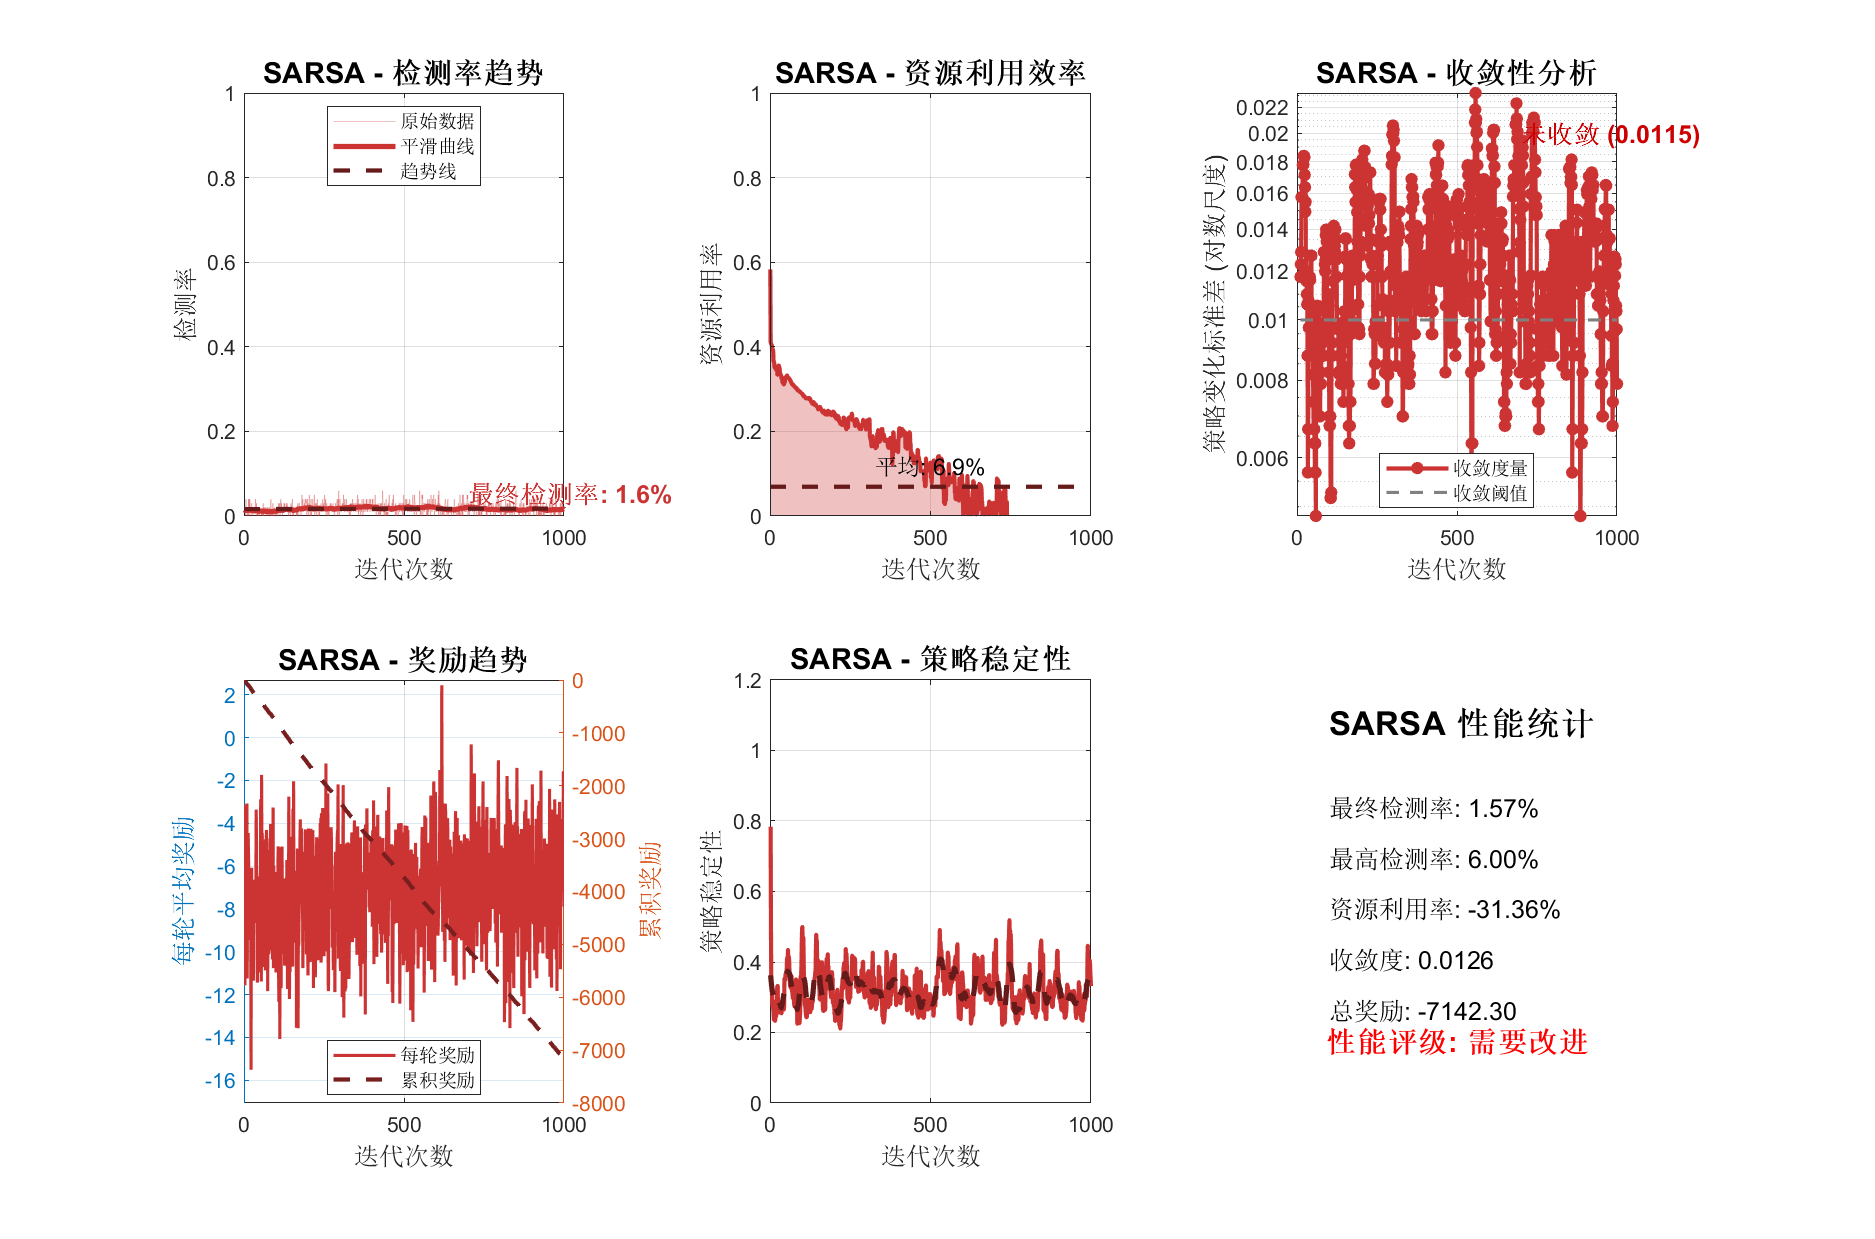 SARSA - 检测率趋势
1
0.8
0.6
0.4
0.2
0
0
500
1000
检测率
迭代次数
原始数据
平滑曲线
趋势线
最终检测率: 1.6%
SARSA - 资源利用效率
1
0.8
0.6
0.4
0.2
0
0
500
1000
资源利用率
迭代次数
平均: 6.9%
SARSA - 收敛性分析
0.022
0.02
0.018
0.016
0.014
0.012
0.01
0.008
0.006
0
500
1000
策略变化标准差 (对数尺度)
迭代次数
未收敛 (0.0115)
收敛度量
收敛阈值
SARSA - 奖励趋势
2
0
-2
-4
-6
-8
-10
-12
-14
-16
0
-1000
-2000
-3000
-4000
-5000
-6000
-7000
-8000
0
500
1000
每轮平均奖励
累积奖励
迭代次数
每轮奖励
累积奖励
SARSA - 策略稳定性
1.2
1
0.8
0.6
0.4
0.2
0
0
500
1000
策略稳定性
迭代次数
SARSA 性能统计
最终检测率: 1.57%
最高检测率: 6.00%
资源利用率: -31.36%
收敛度: 0.0126
总奖励: -7142.30
性能评级: 需要改进